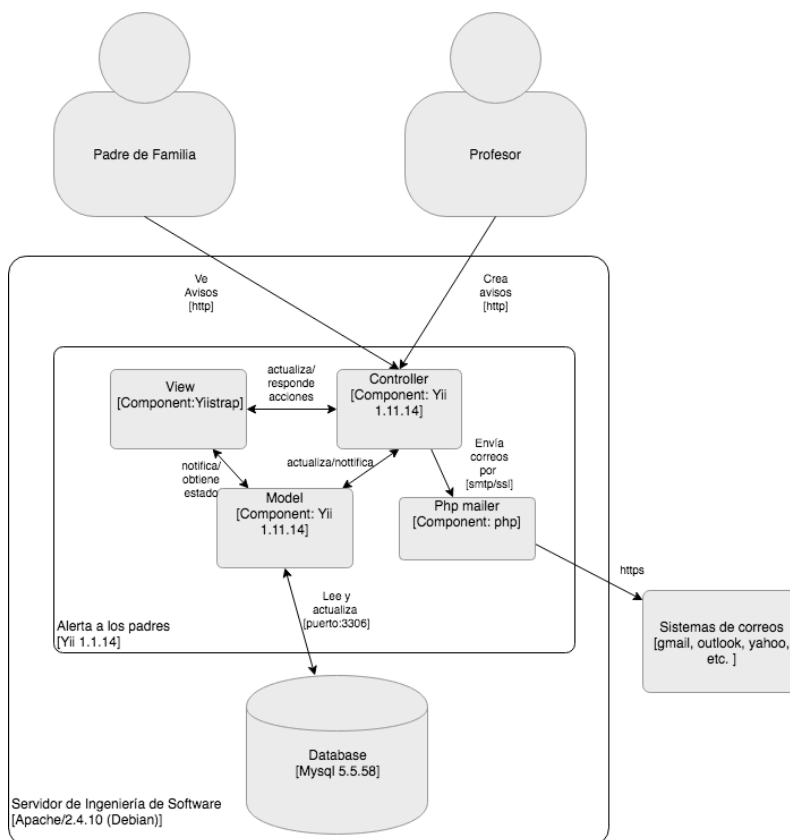 Padre de Familia
Profesor
Ve
Avisos
[http]
Crea
avisos
[http]
View
[Component:Yiistrap]
actualiza/
responde
acciones
Controller
[Component: Yii
1.11.14]
notifica/
obtiene
estado
actualiza/nottifica
Envía
correos
por
[smtp/ssl]
Model
[Component: Yii
1.11.14]
Php mailer
[Component: php]
https
Lee y
actualiza
[puerto:3306]
Alerta a los padres
[Yii 1.1.14]
Sistemas de correos
[gmail, outlook, yahoo,
etc. ]
Database
[Mysql 5.5.58]
Servidor de Ingeniería de Software
[Apache/2.4.10 (Debian)]